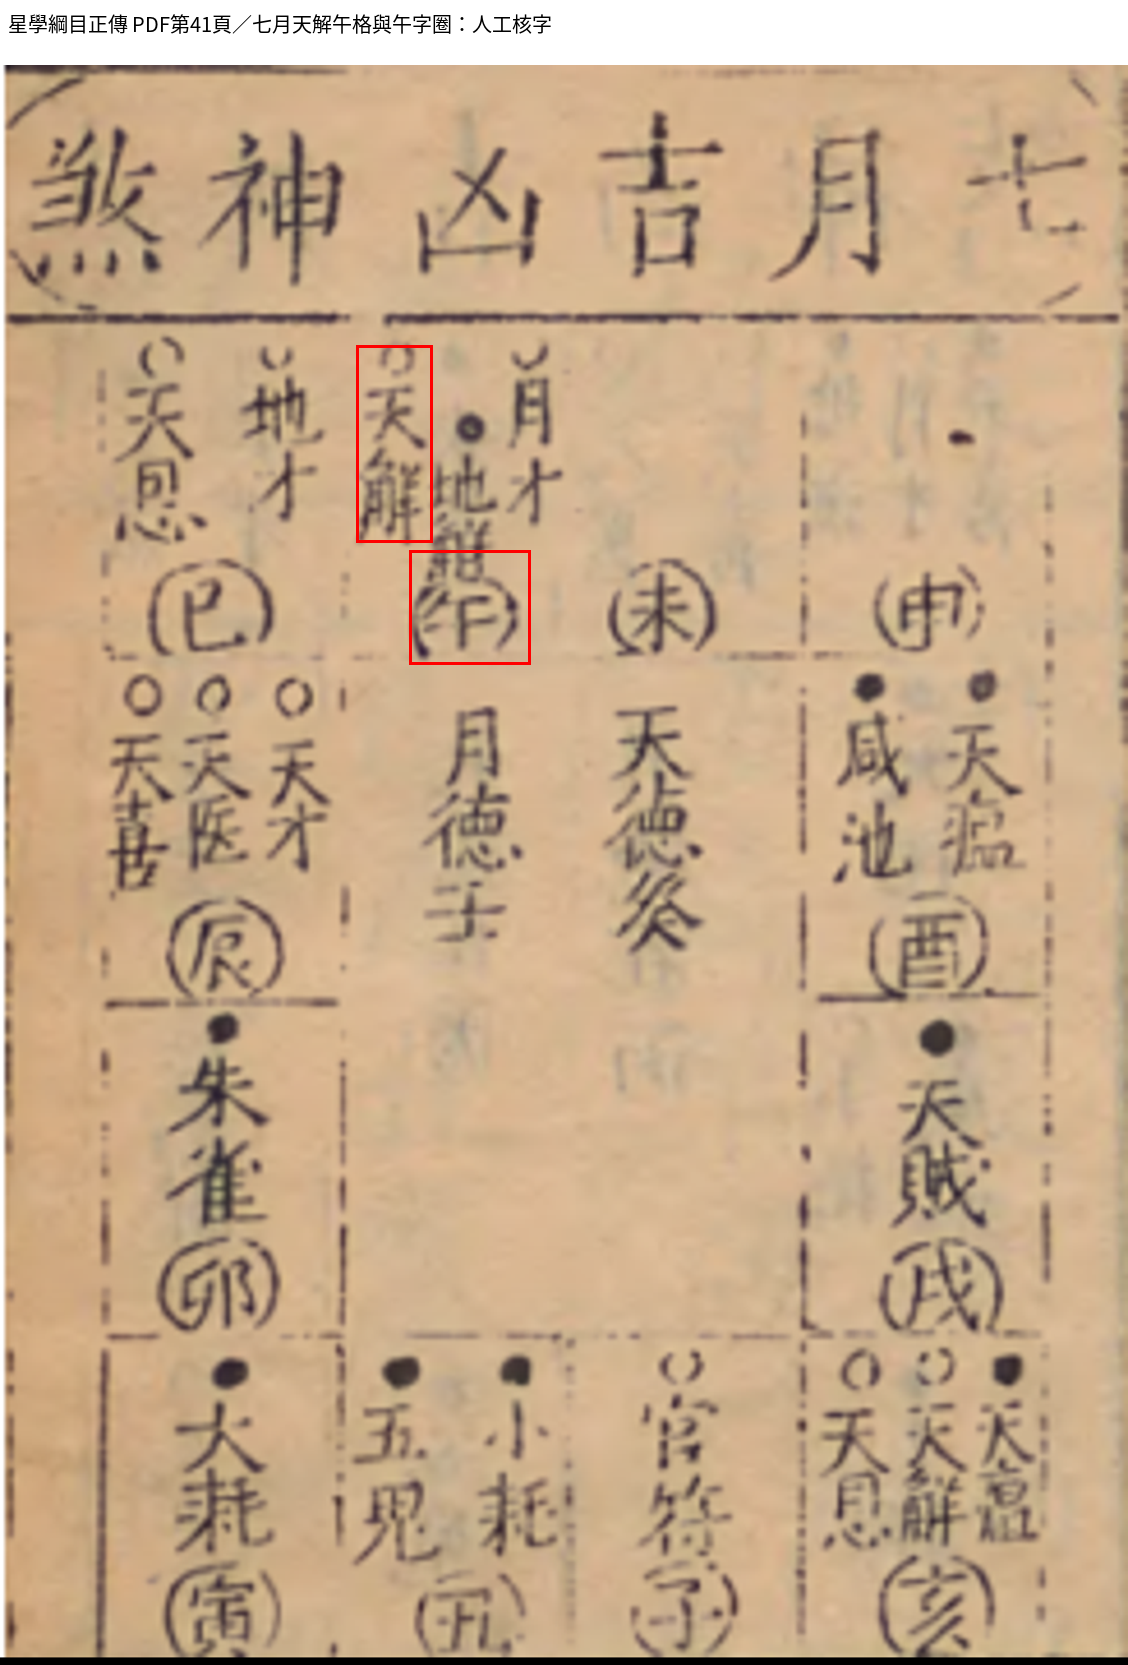 星學綱目正傳 PDF第41頁／七月天解午格與午字圈：人工核字
七月吉凶神煞
申
未
月才
地解
天解
午
地才
天恩
巳
天瘟
咸池
酉
天德癸
月德壬
天才
天医
天喜
辰
天賊
戌
朱雀
卯
天瘟
天解
天恩
亥
官符
子
小耗
五鬼
丑
大耗
寅